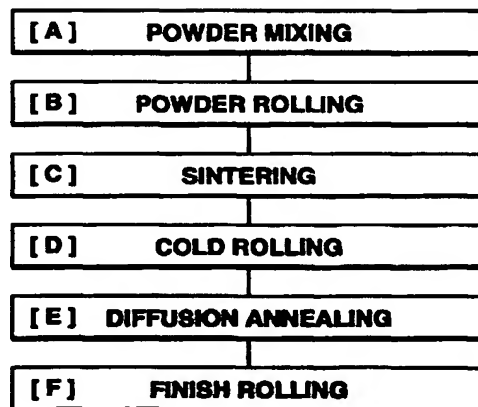 [A] POWDER MIXING
[B] POWDER ROLLING
[C] SINTERING
[D] COLD ROLLING
[E] DIFFUSION ANNEALING
[F] FINISH ROLLING